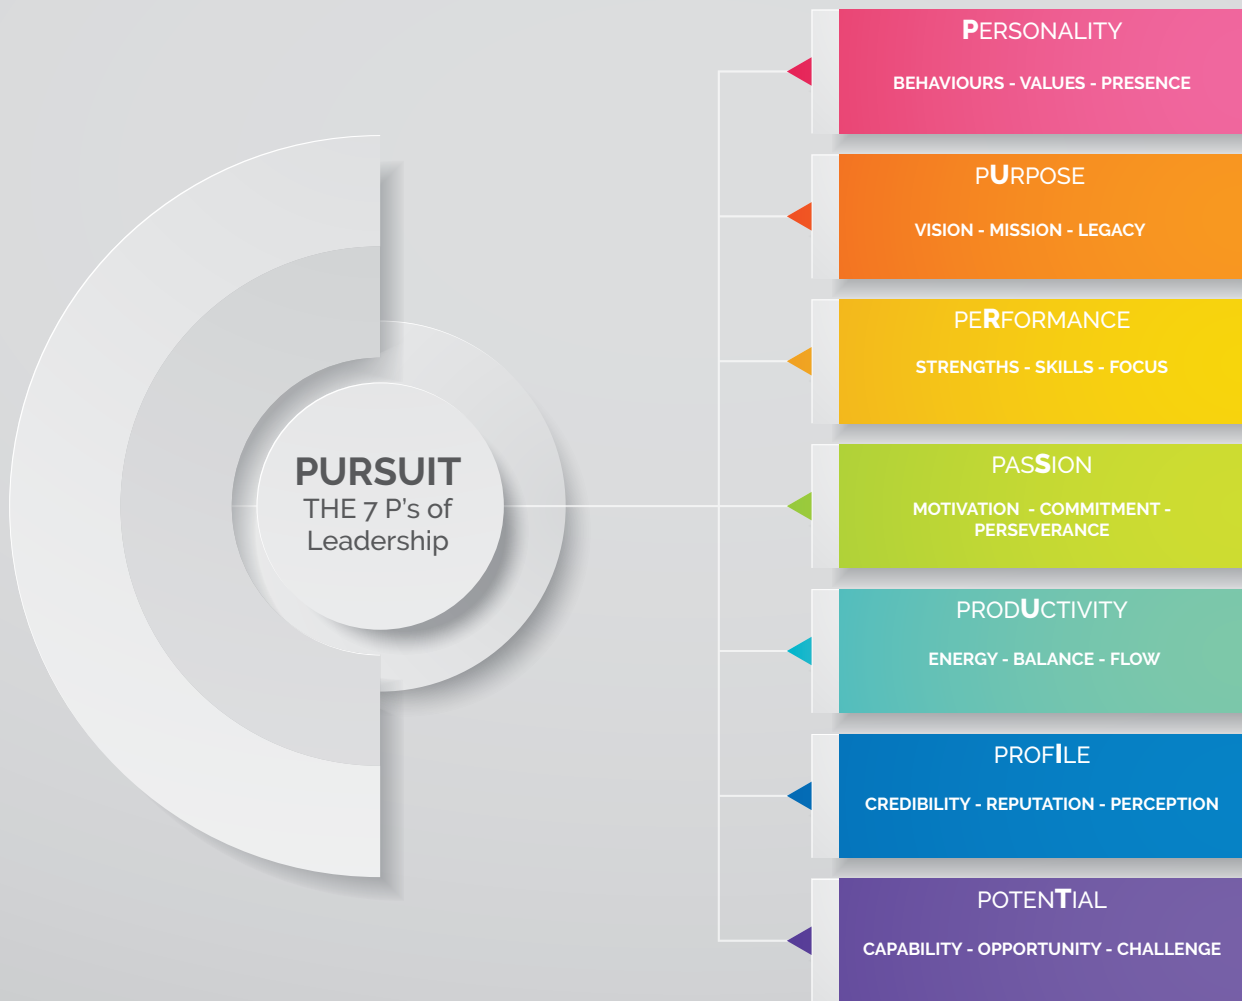 PURSUIT
THE 7 P's of
Leadership
PERSONALITY
BEHAVIOURS - VALUES - PRESENCE
PURPOSE
VISION - MISSION - LEGACY
PERFORMANCE
STRENGTHS - SKILLS - FOCUS
PASSION
MOTIVATION - COMMITMENT -
PERSEVERANCE
PRODUCTIVITY
ENERGY - BALANCE - FLOW
PROFILE
CREDIBILITY - REPUTATION - PERCEPTION
POTENTIAL
CAPABILITY - OPPORTUNITY - CHALLENGE